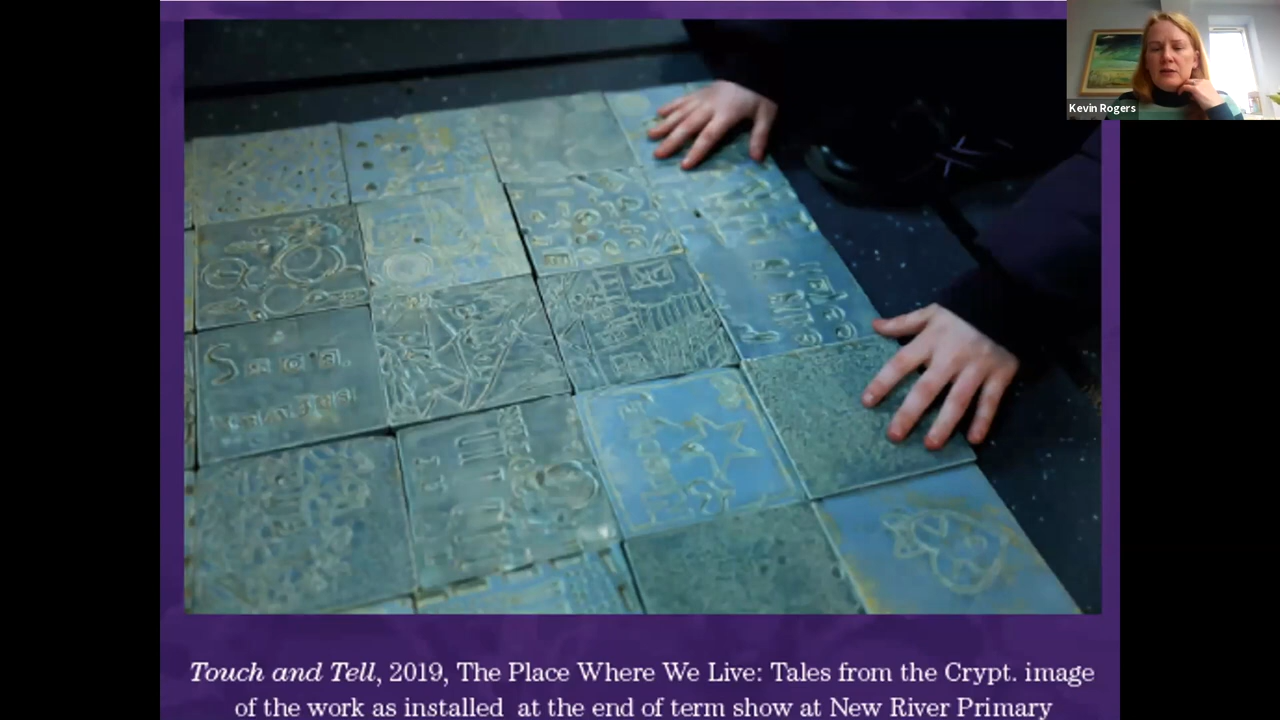 Kevin Rogers
Touch and Tell, 2019, The Place Where We Live: Tales from the Crypt. image
of the work as installed  at the end of term show at New River Primary